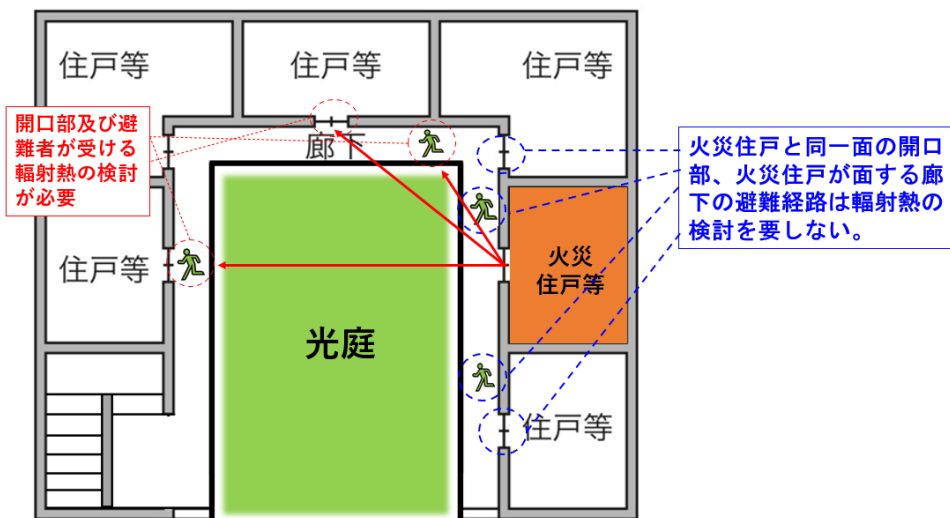 住戸等
住戸等
住戸等
開口部及び避
難者が受ける
輻射熱の検討
が必要
廊下
火災住戸と同一面の開口
部、火災住戸が面する廊
下の避難経路は輻射熱の
検討を要しない。
住戸等
火災
住戸等
光庭
住戸等